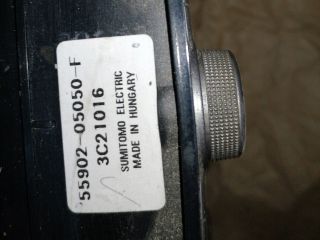 55902-05050-F
3C21016
SUMITOMO ELECTRIC
MADE IN HUNGARY